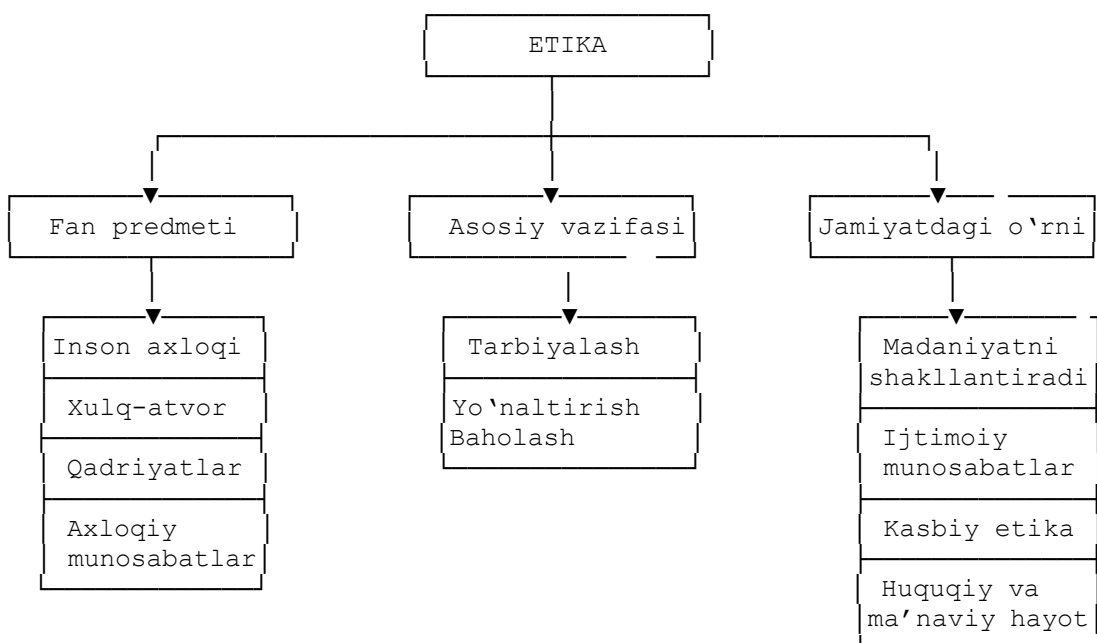 ETIKA
Fan predmeti
Asosiy vazifasi
Jamiyatdagi o‘rni
Inson axloqi
Xulq-atvor
Qadriyatlar
Axloqiy
munosabatlar
Tarbiyalash
Yo‘naltirish
Baholash
Madaniyatni
shakllantiradi
Ijtimoiy
munosabatlar
Kasbiy etika
Huquqiy va
ma’naviy hayot